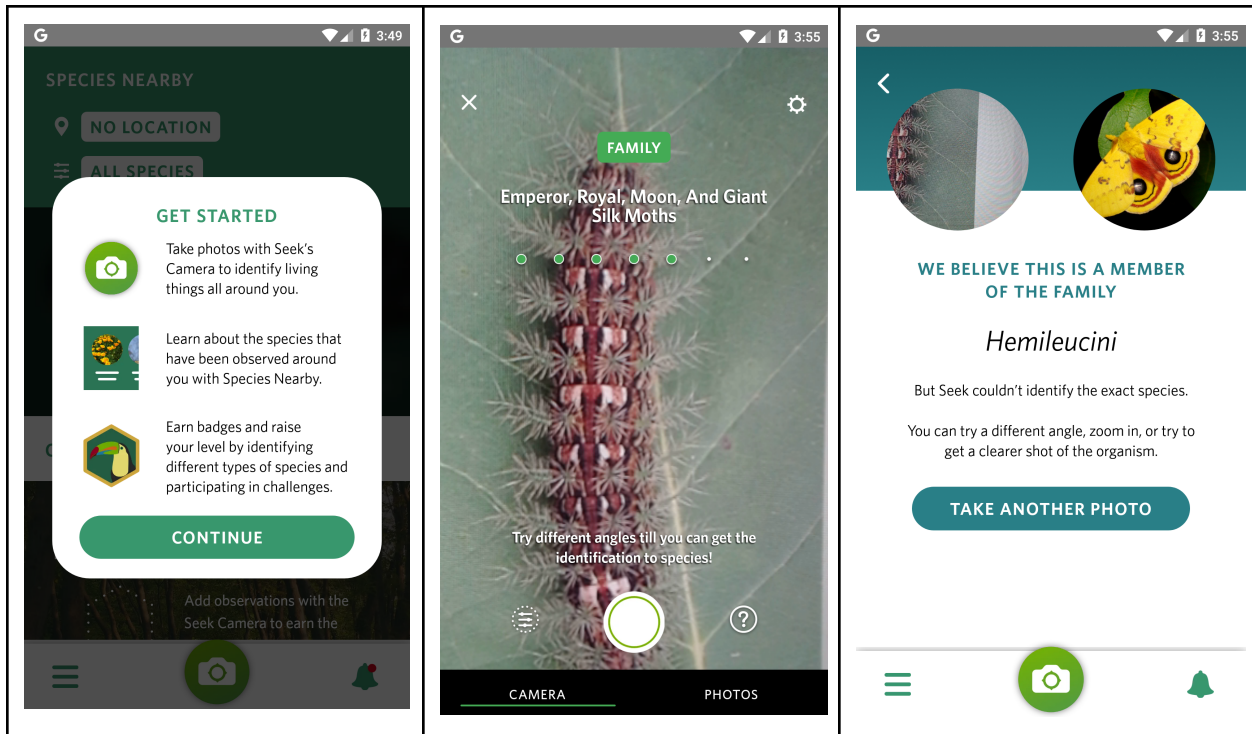 3:49
SPECIES NEARBY
NO LOCATION
ALL SPECIES
GET STARTED
Take photos with Seek's
Camera to identify living
things all around you.
Learn about the species that
have been observed around
you with Species Nearby.
Earn badges and raise
your level by identifying
different types of species and
participating in challenges.
CONTINUE
Add observations with the
Seek Camera to earn the
3:55
FAMILY
Emperor, Royal, Moon, And Giant
Silk Moths
Try different angles till you can get the
identification to species!
CAMERA
PHOTOS
3:55
WE BELIEVE THIS IS A MEMBER
OF THE FAMILY
Hemileucini
But Seek couldn't identify the exact species.
You can try a different angle, zoom in, or try to
get a clearer shot of the organism.
TAKE ANOTHER PHOTO